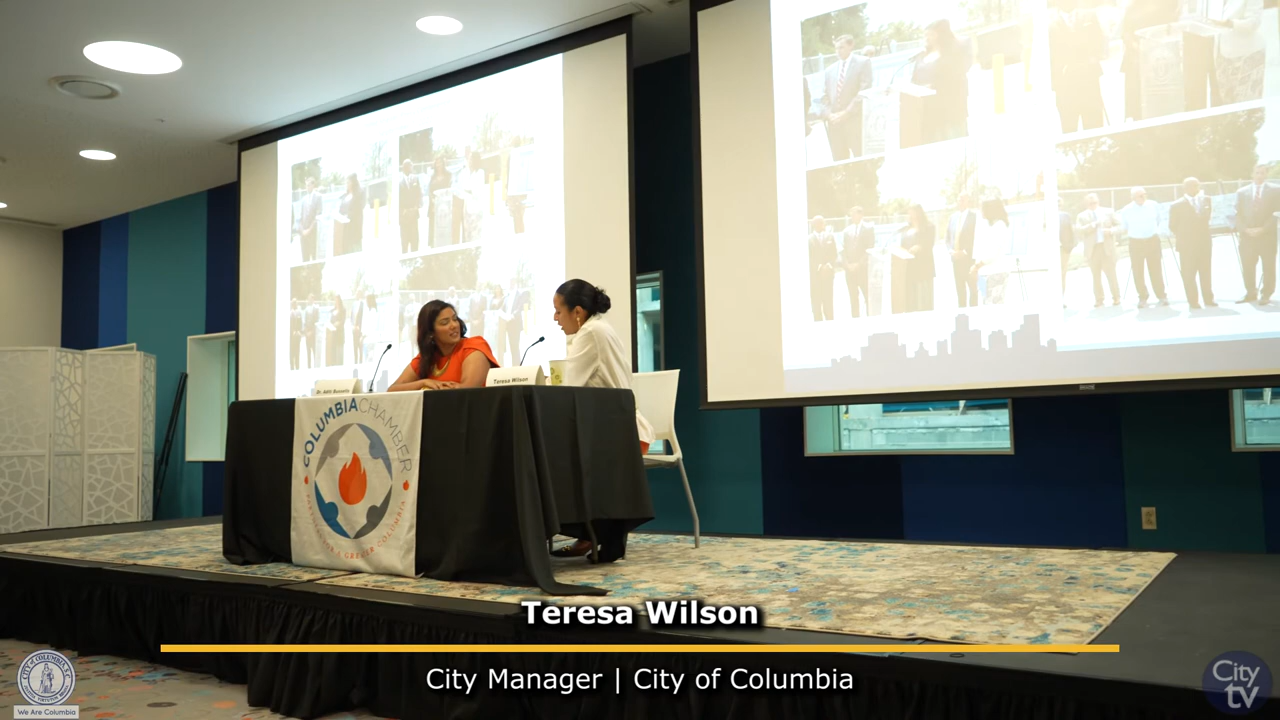 Teresa Wilson
COLUMBIA CHAMBER
Teresa Wilson
City Manager | City of Columbia
We Are Columbia
City
tv